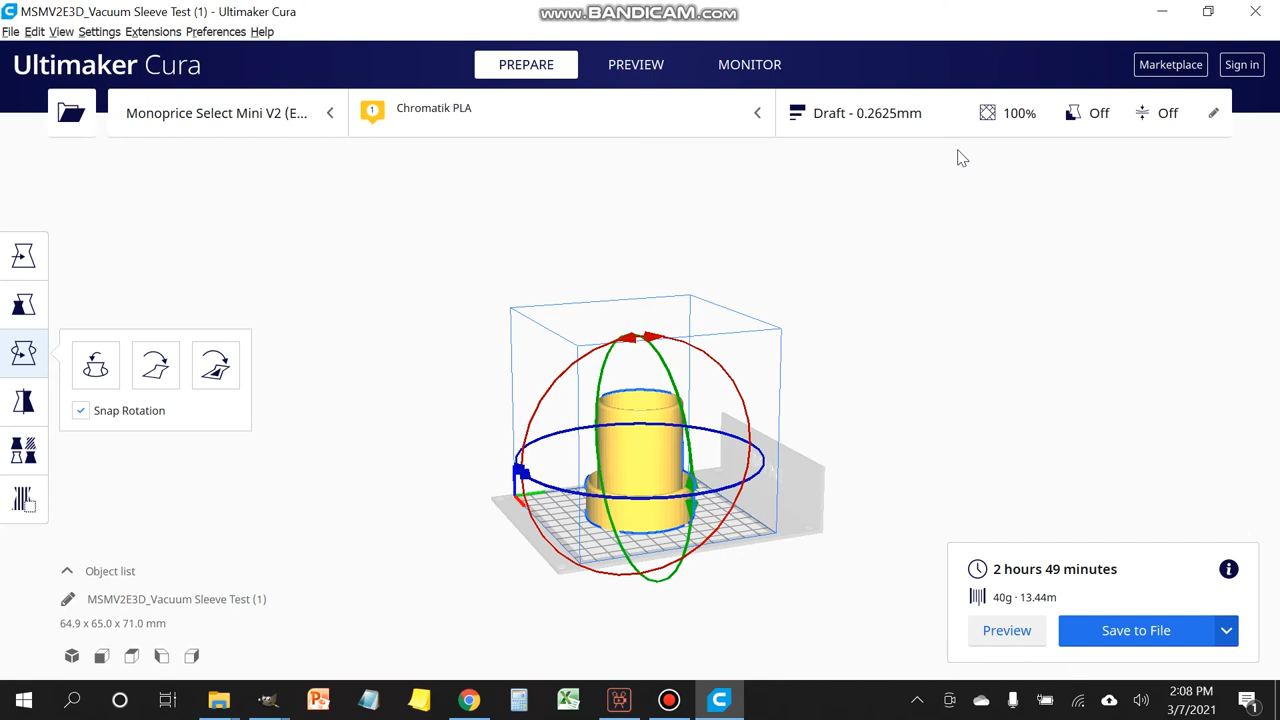 MSMV2E3D_Vacuum Sleeve Test (1) - Ultimaker Cura
www.BANDICAM.com
File Edit View Settings Extensions Preferences Help
Ultimaker Cura
PREPARE
PREVIEW
MONITOR
Marketplace
Sign in
Monoprice Select Mini V2 (E...
1
Chromatik PLA
Draft - 0.2625mm
100%
Off
Off
Snap Rotation
Object list
MSMV2E3D_Vacuum Sleeve Test (1)
64.9 x 65.0 x 71.0 mm
2 hours 49 minutes
40g · 13.44m
Preview
Save to File
2:08 PM
3/7/2021
1